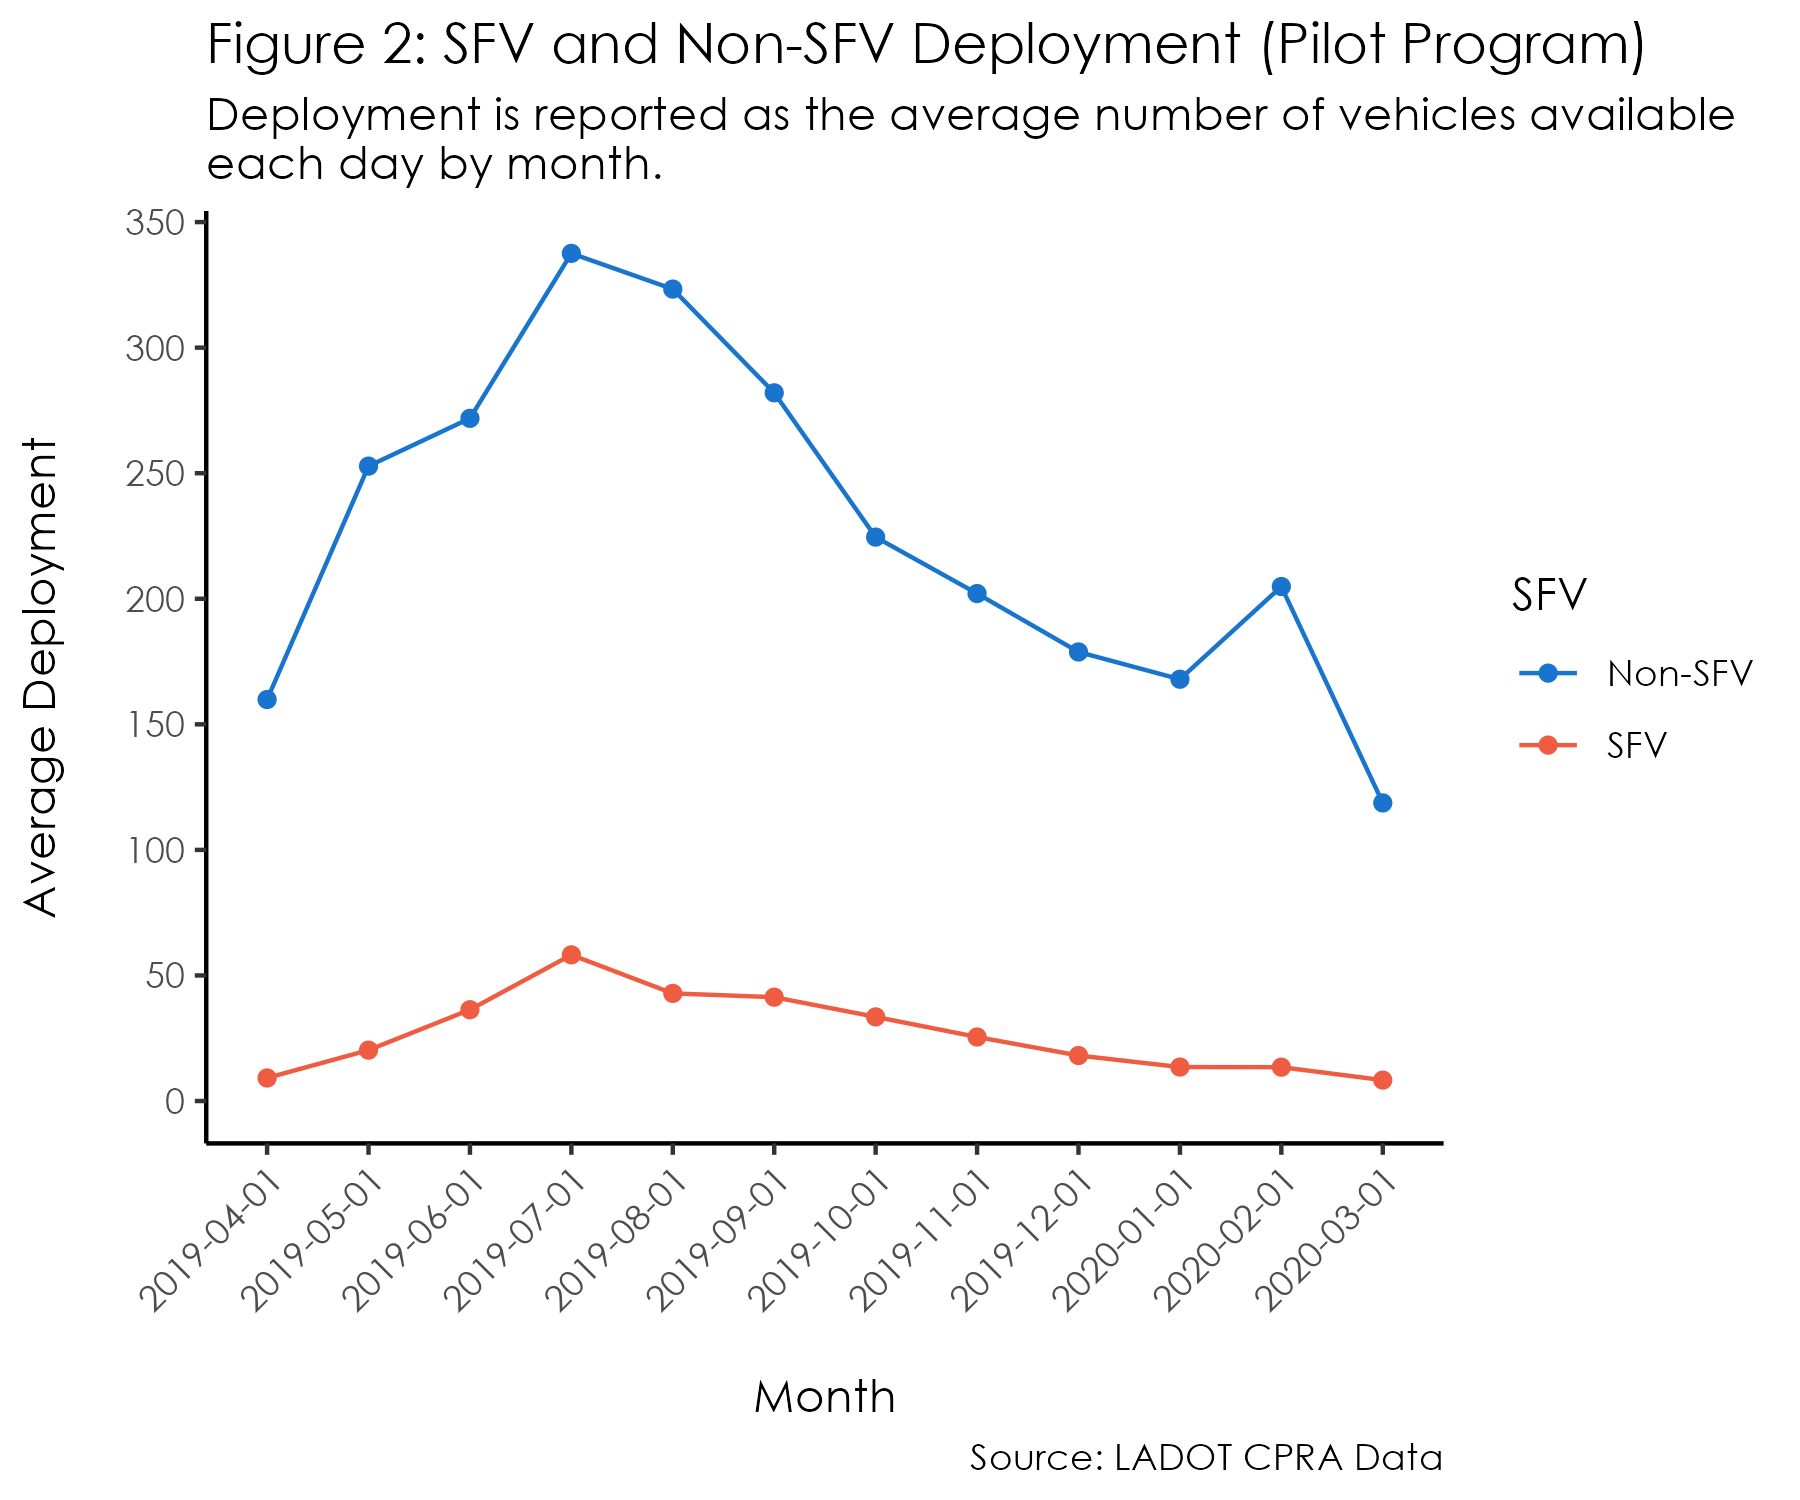 Figure 2: SFV and Non-SFV Deployment (Pilot Program)
Deployment is reported as the average number of vehicles available
each day by month.
Average Deployment
350
300
250
200
150
100
50
0
2019-04-01
2019-05-01
2019-06-01
2019-07-01
2019-08-01
2019-09-01
2019-10-01
2019-11-01
2019-12-01
2020-01-01
2020-02-01
2020-03-01
Month
SFV
Non-SFV
SFV
Source: LADOT CPRA Data